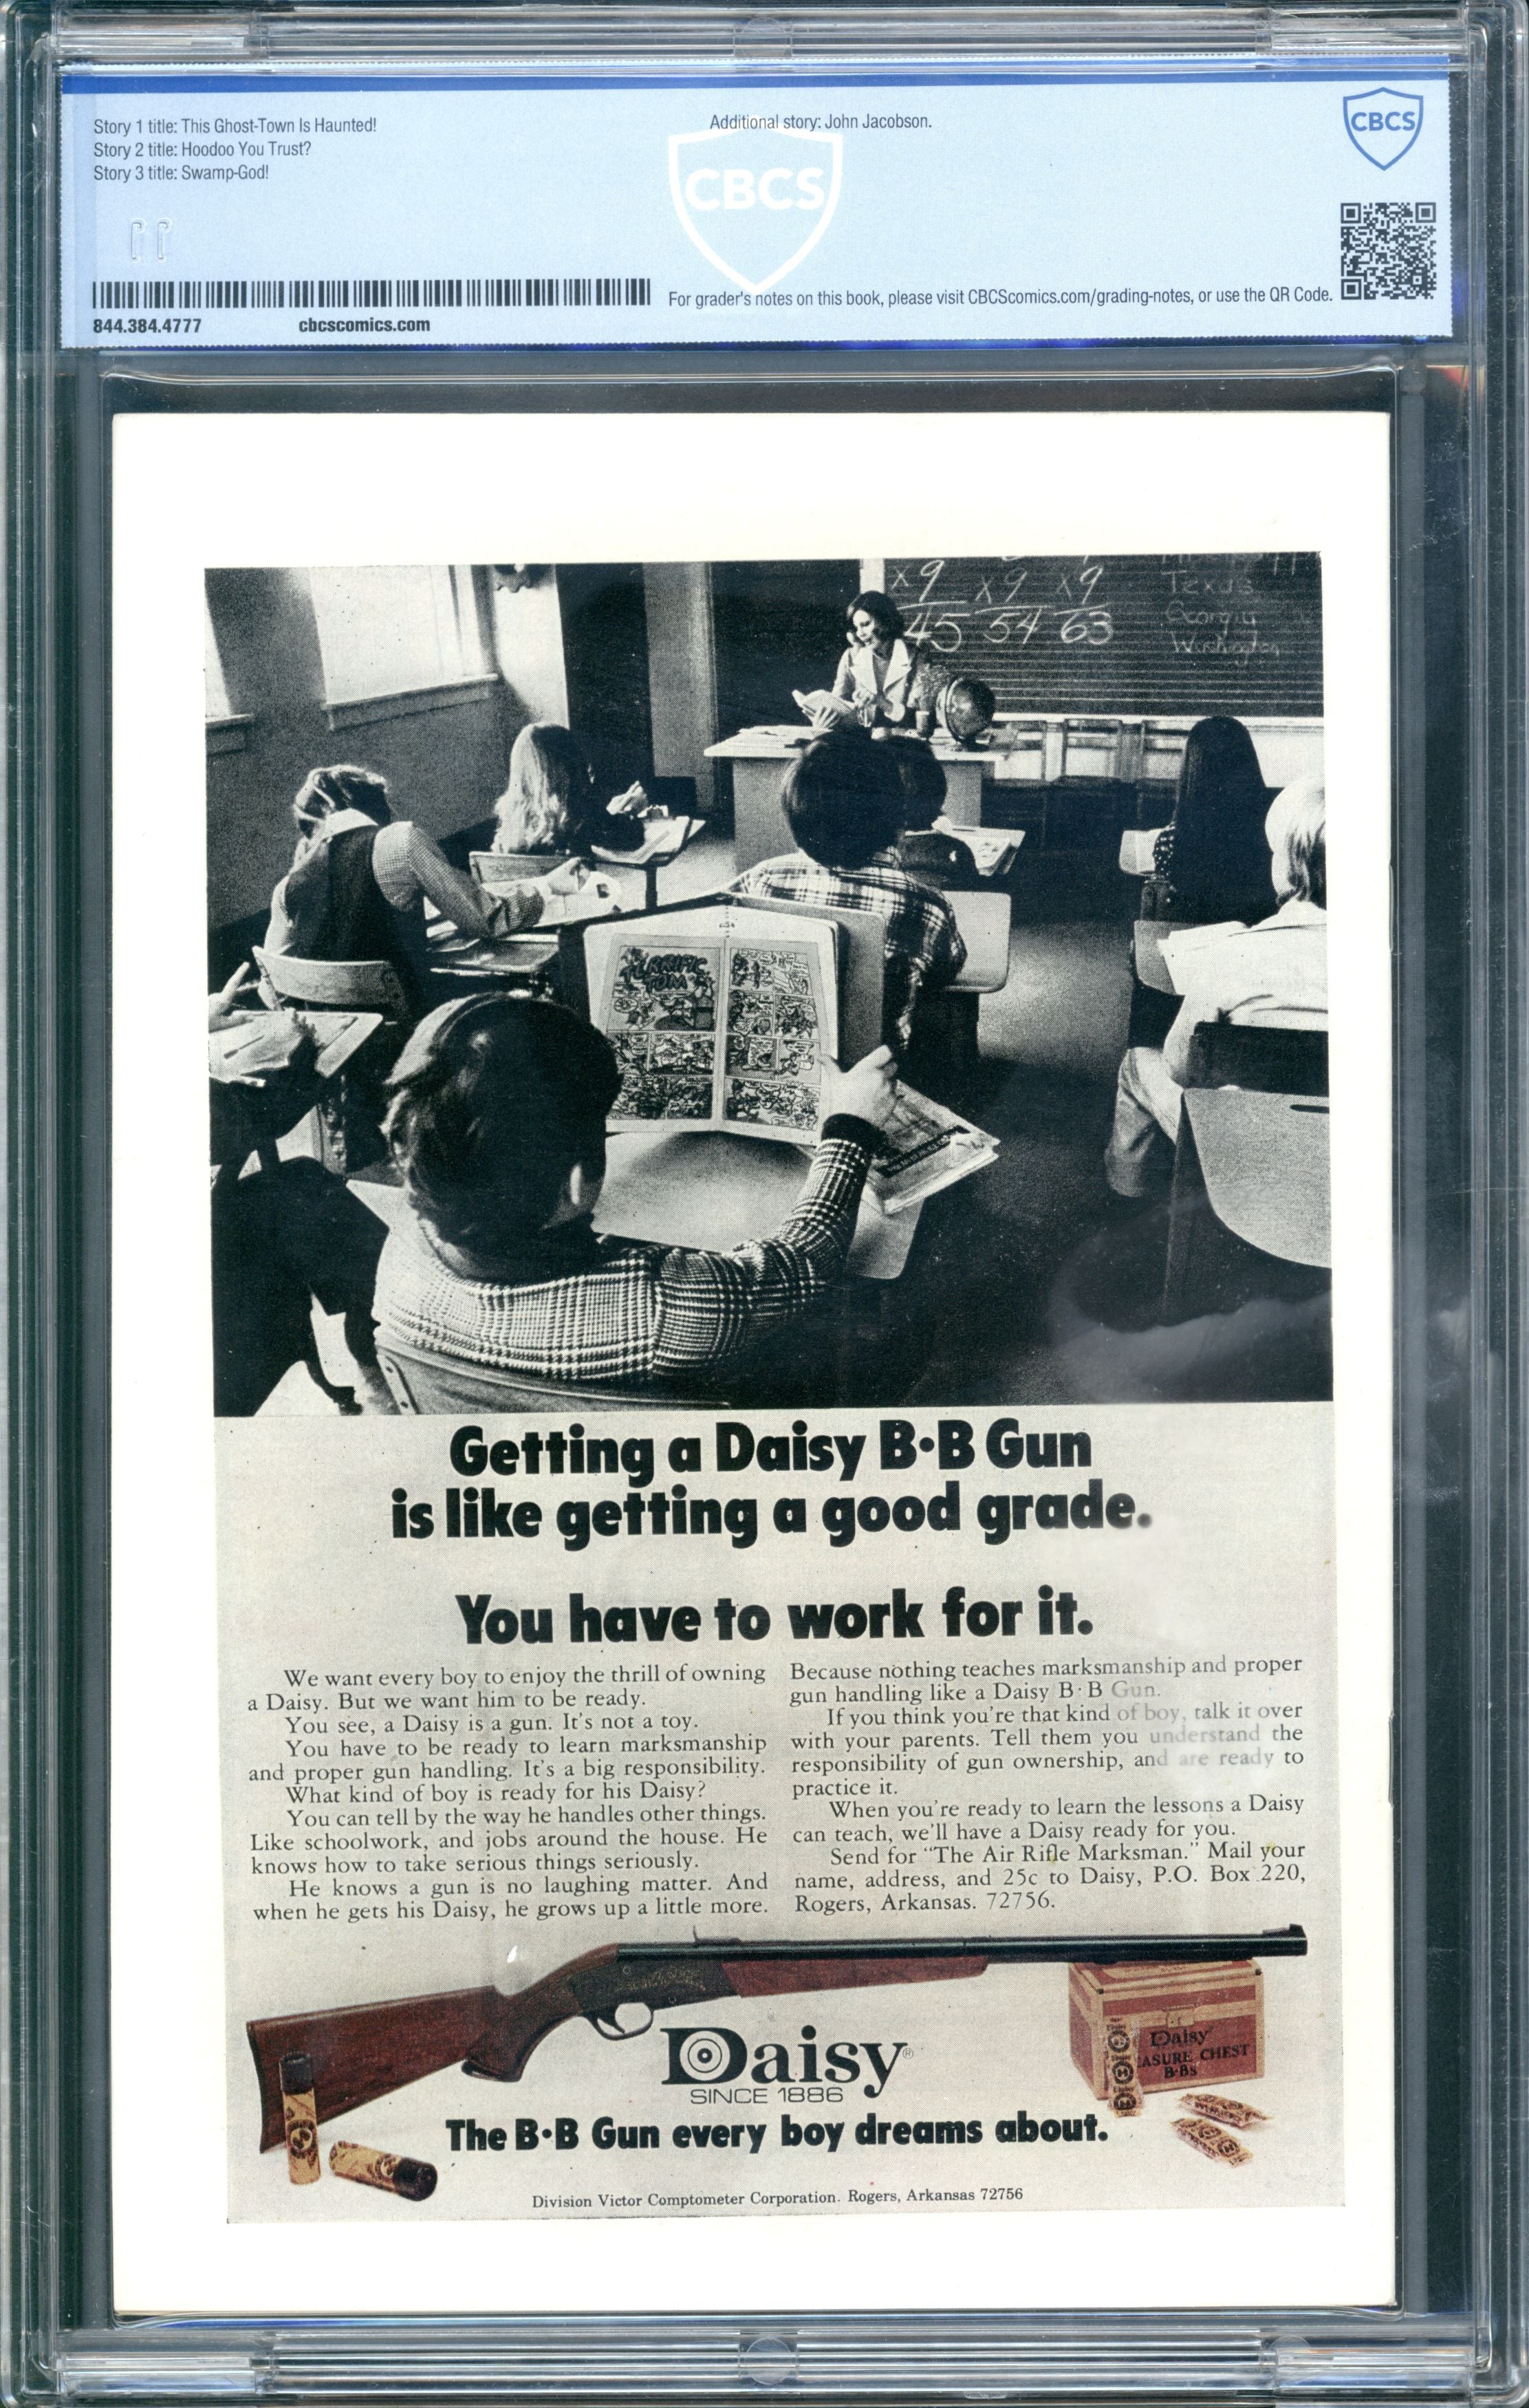 Story 1 title: This Ghost-Town Is Haunted!
Story 2 title: Hoodoo You Trust?
Story 3 title: Swamp-God!
Additional story: John Jacobson.
CBCS
CBCS
For grader's notes on this book, please visit CBCScomics.com/grading-notes, or use the QR Code.
844.384.4777 cbcscomics.com
x9 x9 x9
45 54 63
Texas
Georgia
Washington
TERRIFIC
TOM
Getting a Daisy B•B Gun
is like getting a good grade.
You have to work for it.
We want every boy to enjoy the thrill of owning
a Daisy. But we want him to be ready.
You see, a Daisy is a gun. It's not a toy.
You have to be ready to learn marksmanship
and proper gun handling. It's a big responsibility.
What kind of boy is ready for his Daisy?
You can tell by the way he handles other things.
Like schoolwork, and jobs around the house. He
knows how to take serious things seriously.
He knows a gun is no laughing matter. And
when he gets his Daisy, he grows up a little more.
Because nothing teaches marksmanship and proper
gun handling like a Daisy B·B Gun.
If you think you're that kind of boy, talk it over
with your parents. Tell them you understand the
responsibility of gun ownership, and are ready to
practice it.
When you're ready to learn the lessons a Daisy
can teach, we'll have a Daisy ready for you.
Send for "The Air Rifle Marksman." Mail your
name, address, and 25c to Daisy, P.O. Box 220,
Rogers, Arkansas. 72756.
Daisy®
SINCE 1886
The B•B Gun every boy dreams about.
Daisy
CHEST
B·Bs
Division Victor Comptometer Corporation. Rogers, Arkansas 72756